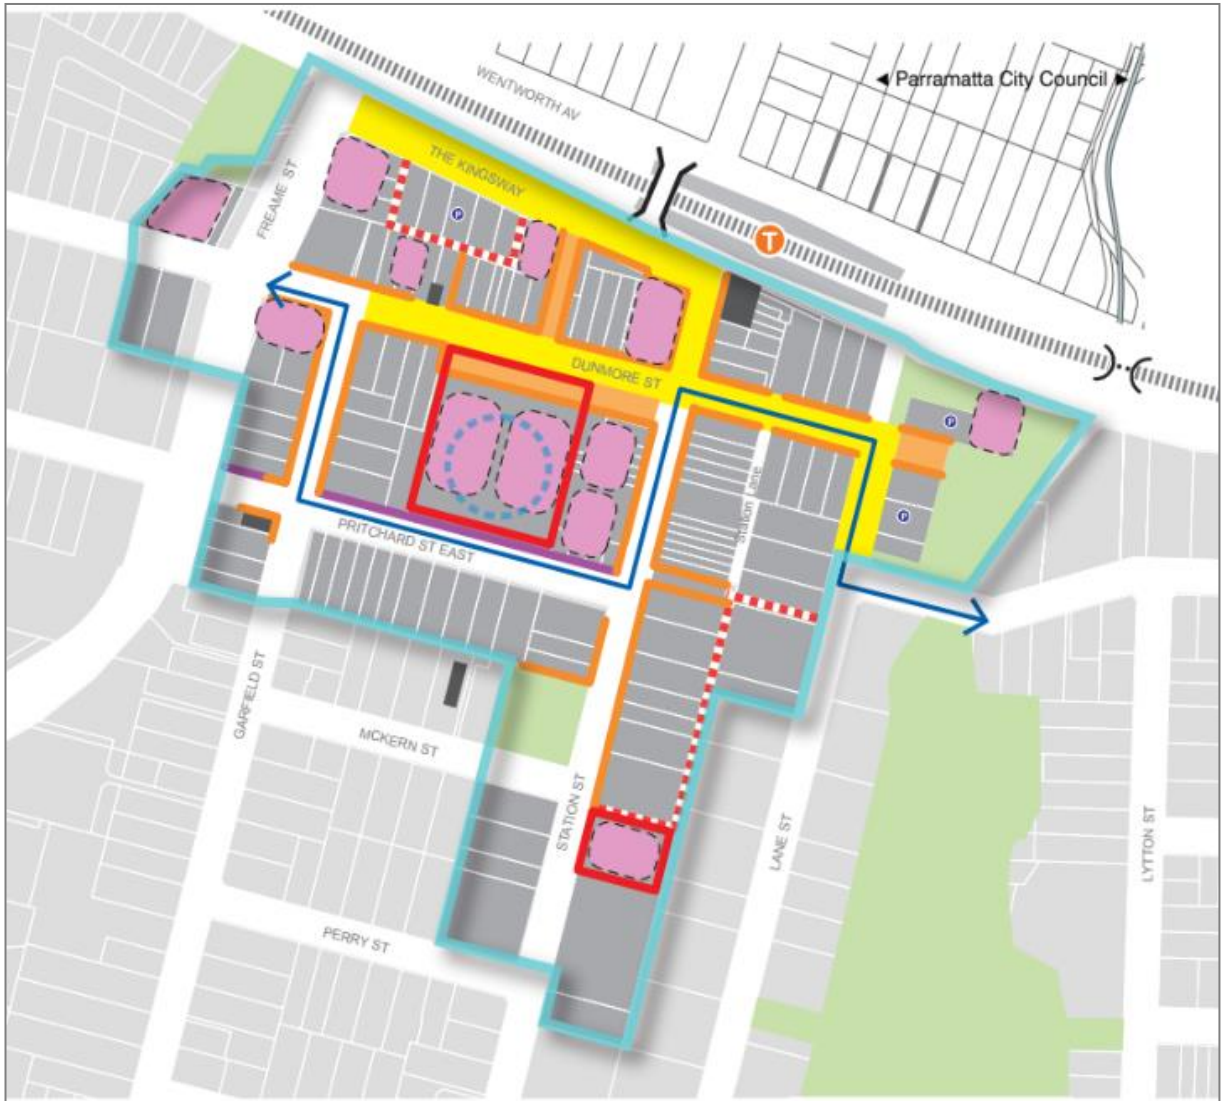 WENTWORTH AV
◄ Parramatta City Council ►
THE KINGSWAY
FREAME ST
P
T
DUNMORE ST
P
Station Lane
P
PRITCHARD ST EAST
GARFIELD ST
MCKERN ST
STATION ST
LANE ST
LYTTON ST
PERRY ST